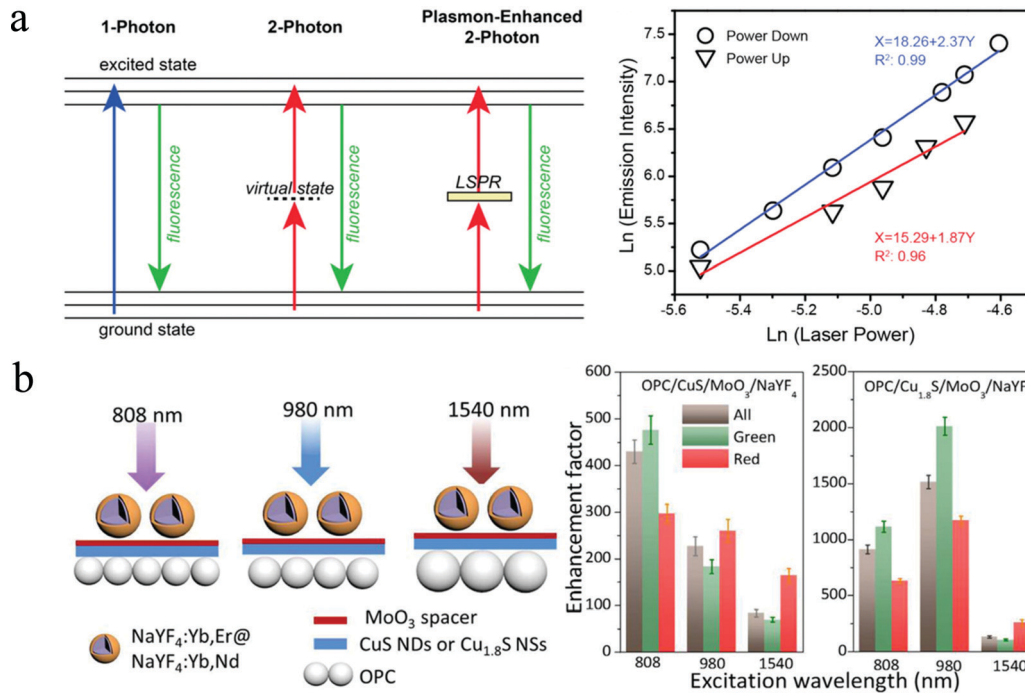 a
1-Photon
2-Photon
Plasmon-Enhanced
2-Photon
excited state
fluorescence
virtual state
fluorescence
LSPR
fluorescence
ground state
Ln (Emission Intensity)
7.5
7.0
6.5
6.0
5.5
5.0
Power Down
Power Up
X=18.26+2.37Y
R²: 0.99
X=15.29+1.87Y
R²: 0.96
-5.6 -5.4 -5.2 -5.0 -4.8 -4.6
Ln (Laser Power)
b
808 nm
980 nm
1540 nm
NaYF₄:Yb,Er@
NaYF₄:Yb,Nd
MoO₃ spacer
CuS NDs or Cu₁.₈S NSs
OPC
Enhancement factor
600
500
400
300
200
100
OPC/CuS/MoO₃/NaYF₄
All
Green
Red
808 980 1540
2500
2000
1500
1000
500
0
OPC/Cu₁.₈S/MoO₃/NaYF
808 980 1540
Excitation wavelength (nm)